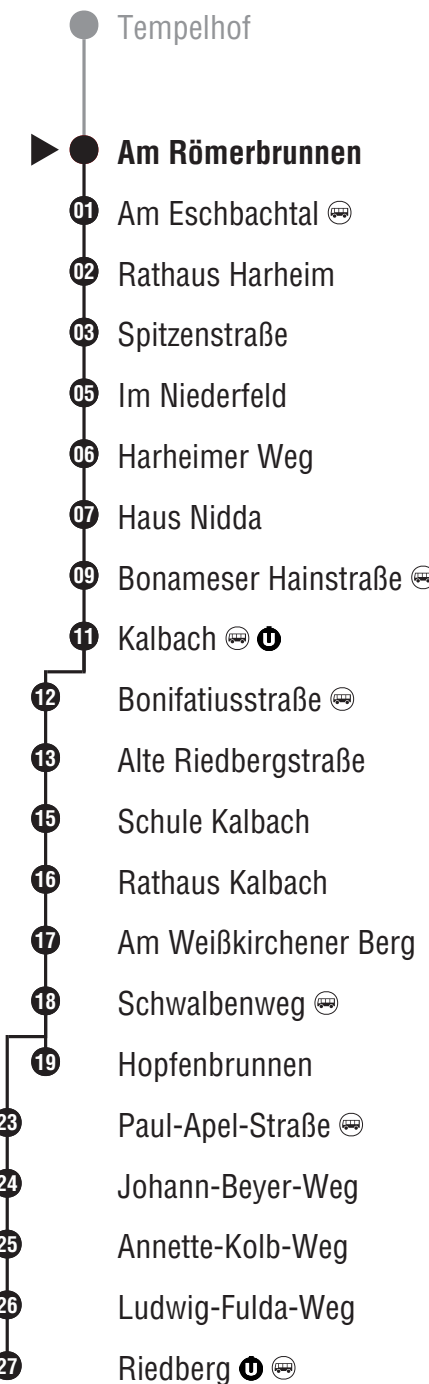 Tempelhof
Am Römerbrunnen
01 Am Eschbachtal
02 Rathaus Harheim
03 Spitzenstraße
05 Im Niederfeld
06 Harheimer Weg
07 Haus Nidda
09 Bonameser Hainstraße
11 Kalbach U
12 Bonifatiusstraße
13 Alte Riedbergstraße
15 Schule Kalbach
16 Rathaus Kalbach
17 Am Weißkirchener Berg
18 Schwalbenweg
19 Hopfenbrunnen
23 Paul-Apel-Straße
24 Johann-Beyer-Weg
25 Annette-Kolb-Weg
26 Ludwig-Fulda-Weg
27 Riedberg U